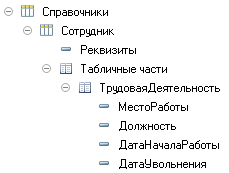 Справочники
Сотрудник
Реквизиты
Табличные части
ТрудоваяДеятельность
МестоРаботы
Должность
ДатаНачалаРаботы
ДатаУвольнения